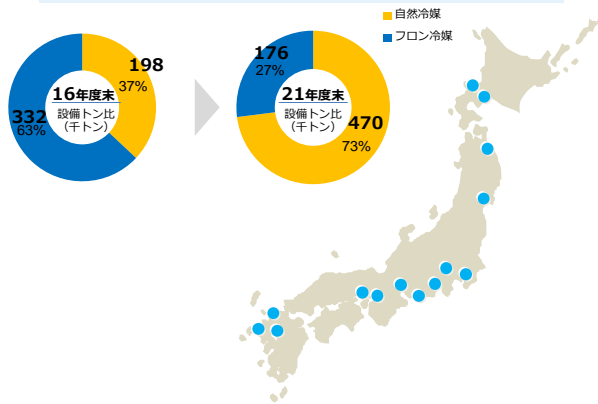 自然冷媒
フロン冷媒
198
37%
332
63%
16年度末
設備トン比
（千トン）
176
27%
470
73%
21年度末
設備トン比
（千トン）